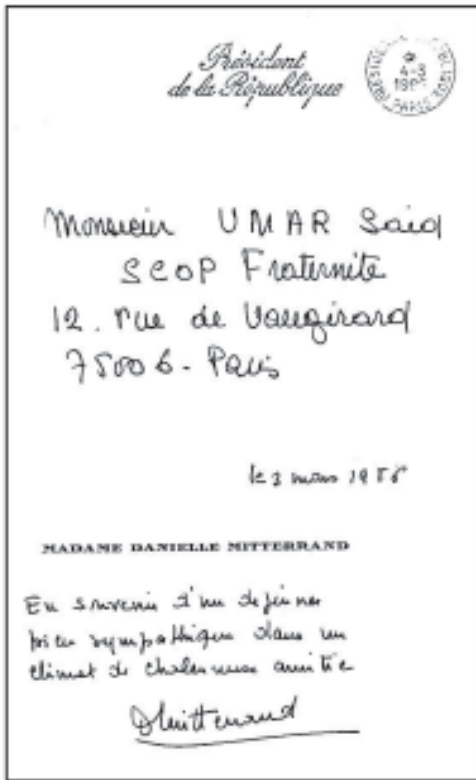 Président
de la République
Monsieur UMAR Said
SCOP Fraternité
12. rue de Vaugirard
75006 - Paris
le 3 mars
MADAME DANIELLE MITTERRAND
En souvenir d'un déjeuner
bien sympathique dans un
climat de chaleureuse amitié
DMitterrand